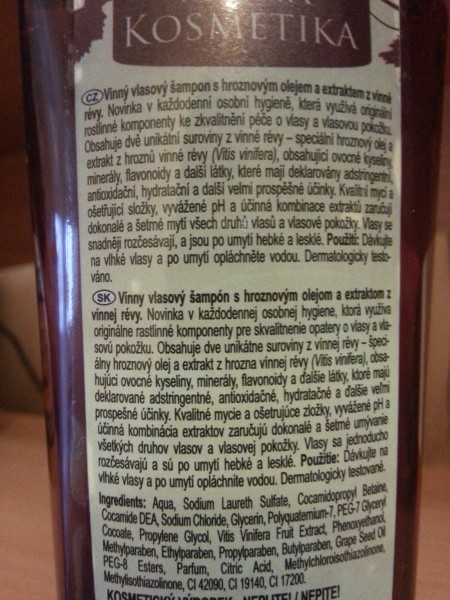 KOSMETIKA
CZ Vinný vlasový šampon s hroznovým olejem a extraktem z vinné
révy. Novinka v každodenní osobní hygieně, která využívá originální
rostlinné komponenty ke zkvalitnění péče o vlasy a vlasovou pokožku.
Obsahuje dvě unikátní suroviny z vinné révy – speciální hroznový olej a
extrakt z hroznů vinné révy (Vitis vinifera), obsahující ovocné kyseliny,
minerály, flavonoidy a další látky, které mají deklarovány adstringentní,
antioxidační, hydratační a další velmi prospěšné účinky. Kvalitní mycí a
ošetřující složky, vyvážené pH a účinná kombinace extraktů zaručují
dokonalé a šetrné mytí všech druhů vlasů a vlasové pokožky. Vlasy se
snadněji rozčesávají, a jsou po umytí hebké a lesklé. Použití: Dávkujte
na vlhké vlasy a po umytí opláchněte vodou. Dermatologicky testo-
váno.
SK Vínny vlasový šampón s hroznovým olejom a extraktom z
vínnej révy. Novinka v každodennej osobnej hygiene, ktorá využíva
originálne rastlinné komponenty pre skvalitnenie opatery o vlasy a vla-
sovú pokožku. Obsahuje dve unikátne suroviny z vínnej révy – špeci-
álny hroznový olej a extrakt z hrozna vínnej révy (Vitis vinifera), obsa-
hujúci ovocné kyseliny, minerály, flavonoidy a ďalšie látky, ktoré majú
deklarované adstringentné, antioxidačné, hydratačné a ďalšie veľmi
prospešné účinky. Kvalitné mycie a ošetrujúce zložky, vyvážené pH a
účinná kombinácia extraktov zaručujú dokonalé a šetrné umývanie
všetkých druhov vlasov a vlasovej pokožky. Vlasy sa jednoducho
rozčesávajú a sú po umytí hebké a lesklé. Použitie: Dávkujte na
vlhké vlasy a po umytí opláchnite vodou. Dermatologicky testované.
Ingredients: Aqua, Sodium Laureth Sulfate, Cocamidopropyl Betaine,
Cocamide DEA, Sodium Chloride, Glycerin, Polyquaternium-7, PEG-7 Glyceryl
Cocoate, Propylene Glycol, Vitis Vinifera Fruit Extract, Phenoxyethanol,
Methylparaben, Ethylparaben, Propylparaben, Butylparaben, Grape Seed Oil
PEG-8 Esters, Parfum, Citric Acid, Methylchloroisothiazolinone,
Methylisothiazolinone, CI 42090, CI 19140, CI 17200.
KOSMETICKÝ VÝROBEK - NEPIJTE! / NEPITE!